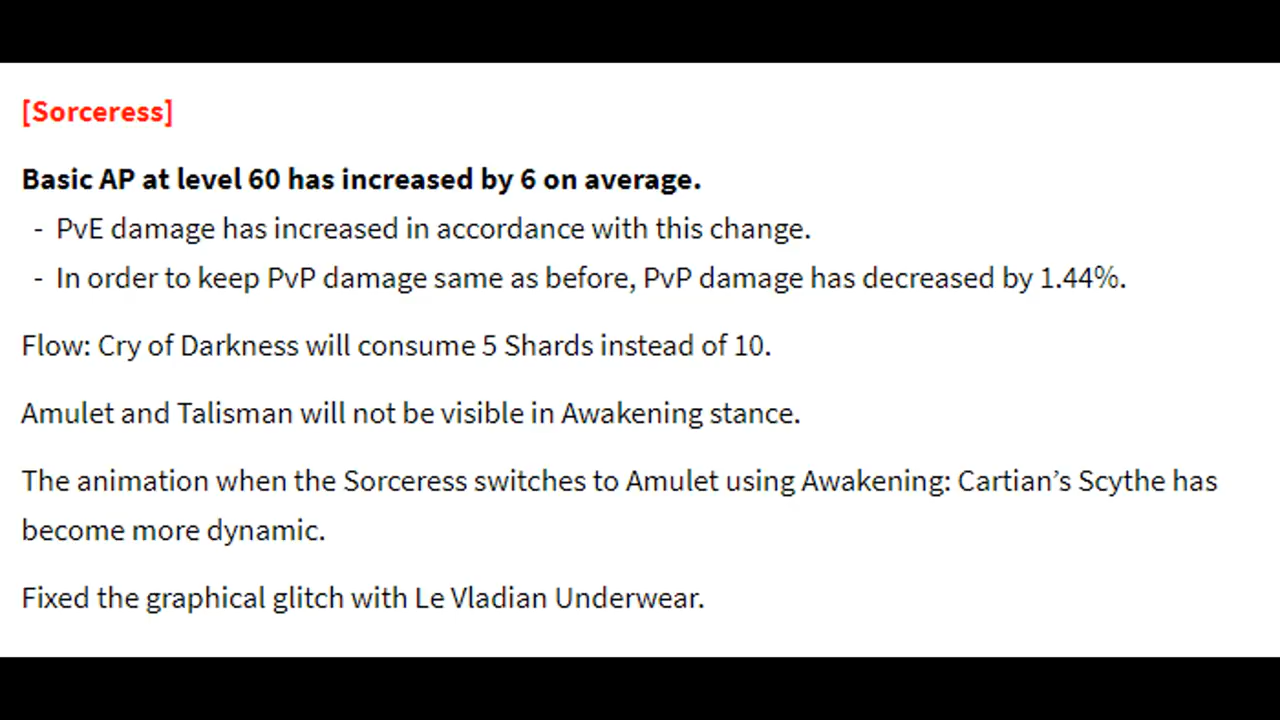 [Sorceress]
Basic AP at level 60 has increased by 6 on average.
- PvE damage has increased in accordance with this change.
- In order to keep PvP damage same as before, PvP damage has decreased by 1.44%.
Flow: Cry of Darkness will consume 5 Shards instead of 10.
Amulet and Talisman will not be visible in Awakening stance.
The animation when the Sorceress switches to Amulet using Awakening: Cartian’s Scythe has
become more dynamic.
Fixed the graphical glitch with Le Vladian Underwear.